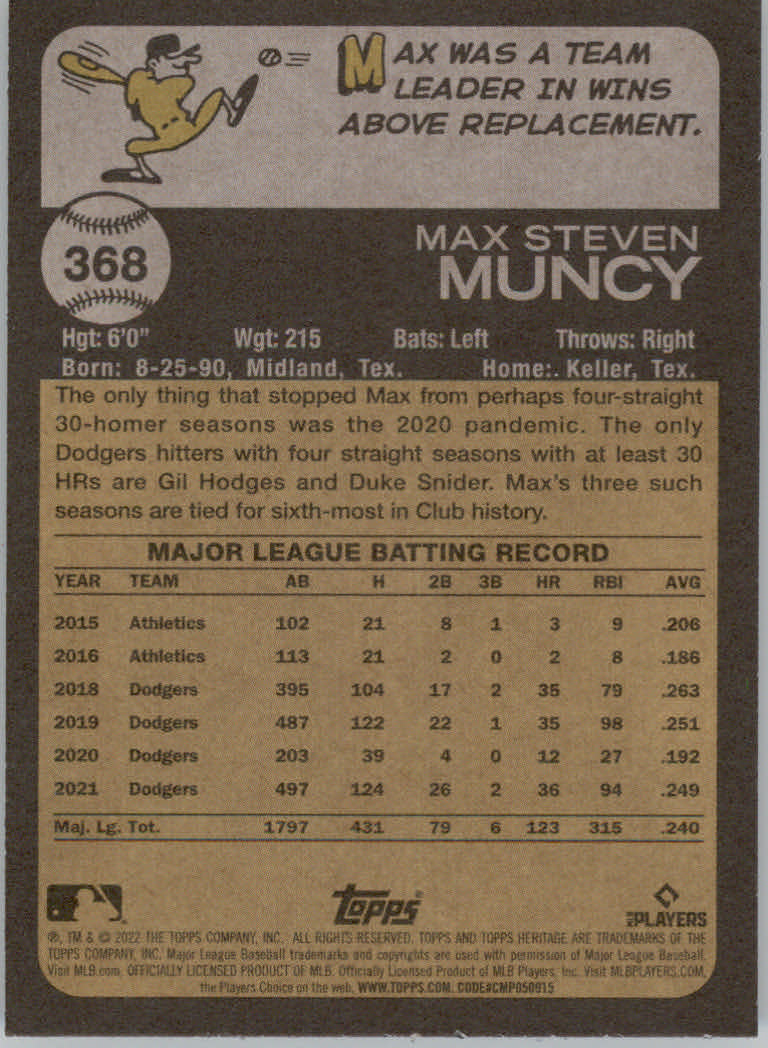 MAX WAS A TEAM
LEADER IN WINS
ABOVE REPLACEMENT.
368
MAX STEVEN
MUNCY
Hgt: 6'0" Wgt: 215 Bats: Left Throws: Right
Born: 8-25-90, Midland, Tex. Home:. Keller, Tex.
The only thing that stopped Max from perhaps four-straight
30-homer seasons was the 2020 pandemic. The only
Dodgers hitters with four straight seasons with at least 30
HRs are Gil Hodges and Duke Snider. Max's three such
seasons are tied for sixth-most in Club history.
MAJOR LEAGUE BATTING RECORD
YEAR TEAM AB H 2B 3B HR RBI AVG
2015 Athletics 102 21 8 1 3 9 .206
2016 Athletics 113 21 2 0 2 8 .186
2018 Dodgers 395 104 17 2 35 79 .263
2019 Dodgers 487 122 22 1 35 98 .251
2020 Dodgers 203 39 4 0 12 27 .192
2021 Dodgers 497 124 26 2 36 94 .249
Maj. Lg. Tot. 1797 431 79 6 123 315 .240
Topps® PLAYERS
®, TM & © 2022 THE TOPPS COMPANY, INC. ALL RIGHTS RESERVED. TOPPS AND TOPPS HERITAGE ARE TRADEMARKS OF THE
TOPPS COMPANY, INC. Major League Baseball trademarks and copyrights are used with permission of Major League Baseball.
Visit MLB.com. OFFICIALLY LICENSED PRODUCT OF MLB. Officially Licensed Product of MLB Players, Inc. Visit MLBPLAYERS.COM,
the Players Choice on the web. WWW.TOPPS.COM. CODE#CMP050915